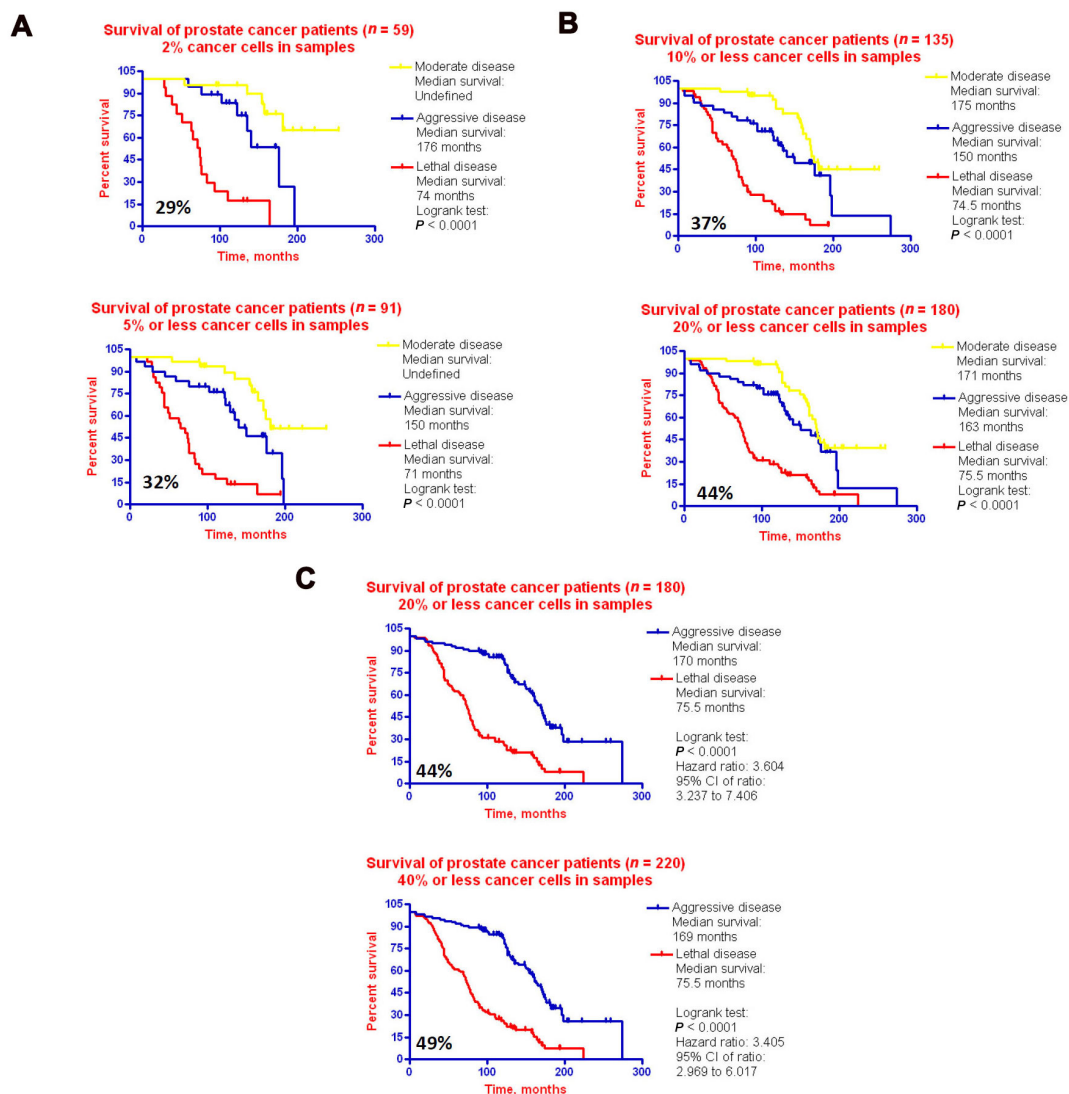 A
Survival of prostate cancer patients (n = 59)
2% cancer cells in samples
105
90
75
60
45
30
15
0
Percent survival
29%
0
100
200
300
Time, months
Moderate disease
Median survival:
Undefined
Aggressive disease
Median survival:
176 months
Lethal disease
Median survival:
74 months
Logrank test:
P < 0.0001
Survival of prostate cancer patients (n = 91)
5% or less cancer cells in samples
105
90
75
60
45
30
15
0
Percent survival
32%
0
100
200
300
Time, months
Moderate disease
Median survival:
Undefined
Aggressive disease
Median survival:
150 months
Lethal disease
Median survival:
71 months
Logrank test:
P < 0.0001
B
Survival of prostate cancer patients (n = 135)
10% or less cancer cells in samples
105
90
75
60
45
30
15
0
Percent survival
37%
0
100
200
300
Time, months
Moderate disease
Median survival:
175 months
Aggressive disease
Median survival:
150 months
Lethal disease
Median survival:
74.5 months
Logrank test:
P < 0.0001
Survival of prostate cancer patients (n = 180)
20% or less cancer cells in samples
105
90
75
60
45
30
15
0
Percent survival
44%
0
100
200
300
Time, months
Moderate disease
Median survival:
171 months
Aggressive disease
Median survival:
163 months
Lethal disease
Median survival:
75.5 months
Logrank test:
P < 0.0001
C
Survival of prostate cancer patients (n = 180)
20% or less cancer cells in samples
105
90
75
60
45
30
15
0
Percent survival
44%
0
100
200
300
Time, months
Aggressive disease
Median survival:
170 months
Lethal disease
Median survival:
75.5 months
Logrank test:
P < 0.0001
Hazard ratio: 3.604
95% CI of ratio:
3.237 to 7.406
Survival of prostate cancer patients (n = 220)
40% or less cancer cells in samples
105
90
75
60
45
30
15
0
Percent survival
49%
0
100
200
300
Time, months
Aggressive disease
Median survival:
169 months
Lethal disease
Median survival:
75.5 months
Logrank test:
P < 0.0001
Hazard ratio: 3.405
95% CI of ratio:
2.969 to 6.017